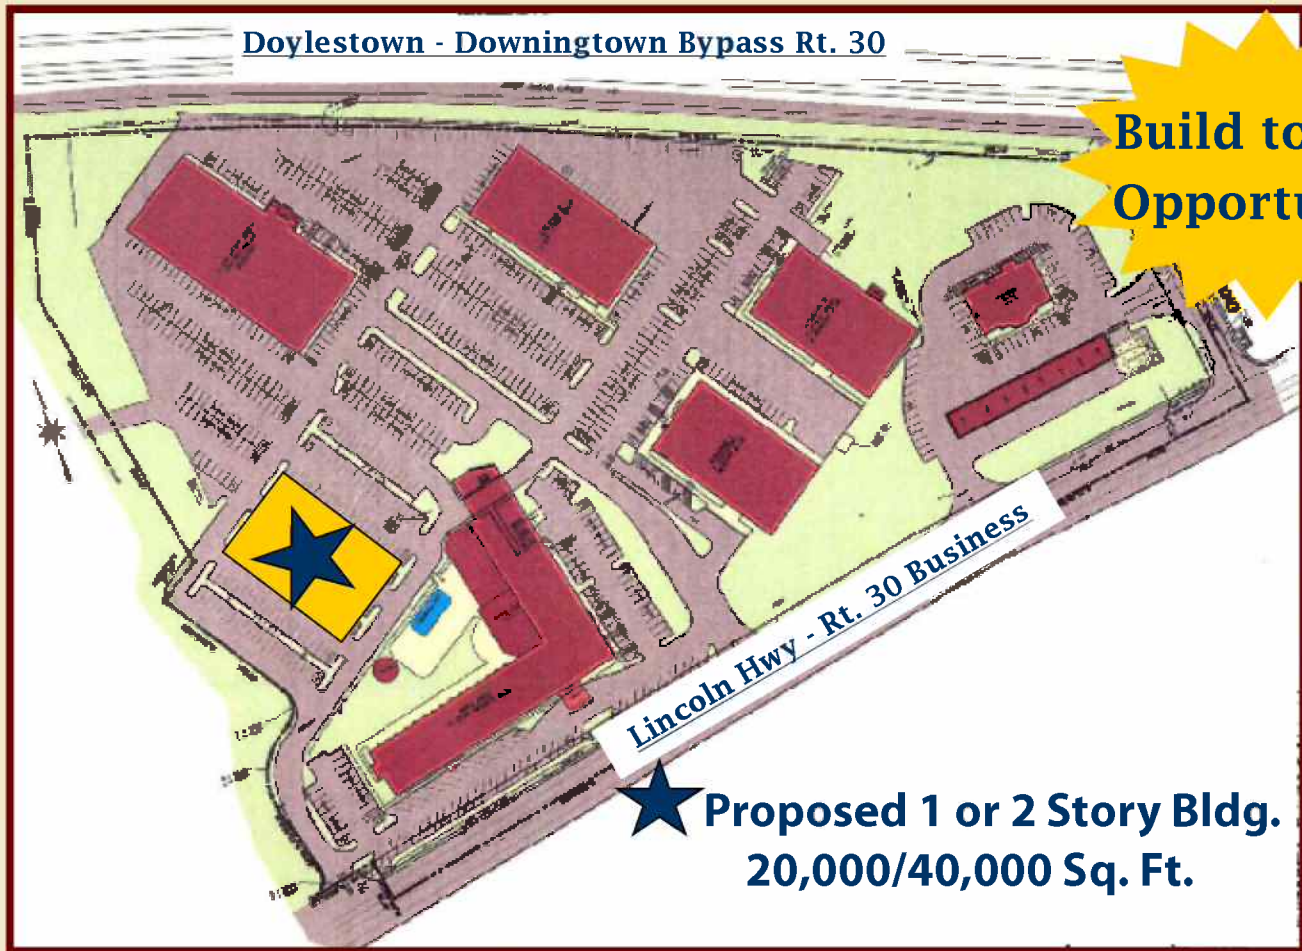 Doylestown - Downingtown Bypass Rt. 30
Build to
Opportu
Lincoln Hwy - Rt. 30 Business
Proposed 1 or 2 Story Bldg.
20,000/40,000 Sq. Ft.